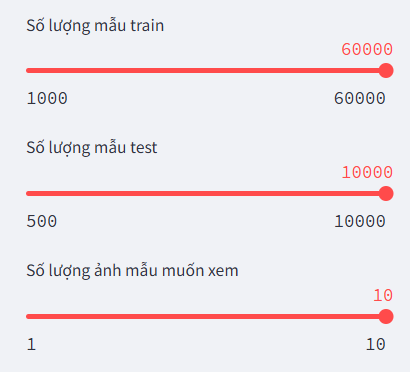 Số lượng mẫu train
60000
1000 60000
Số lượng mẫu test
10000
500 10000
Số lượng ảnh mẫu muốn xem
10
1 10